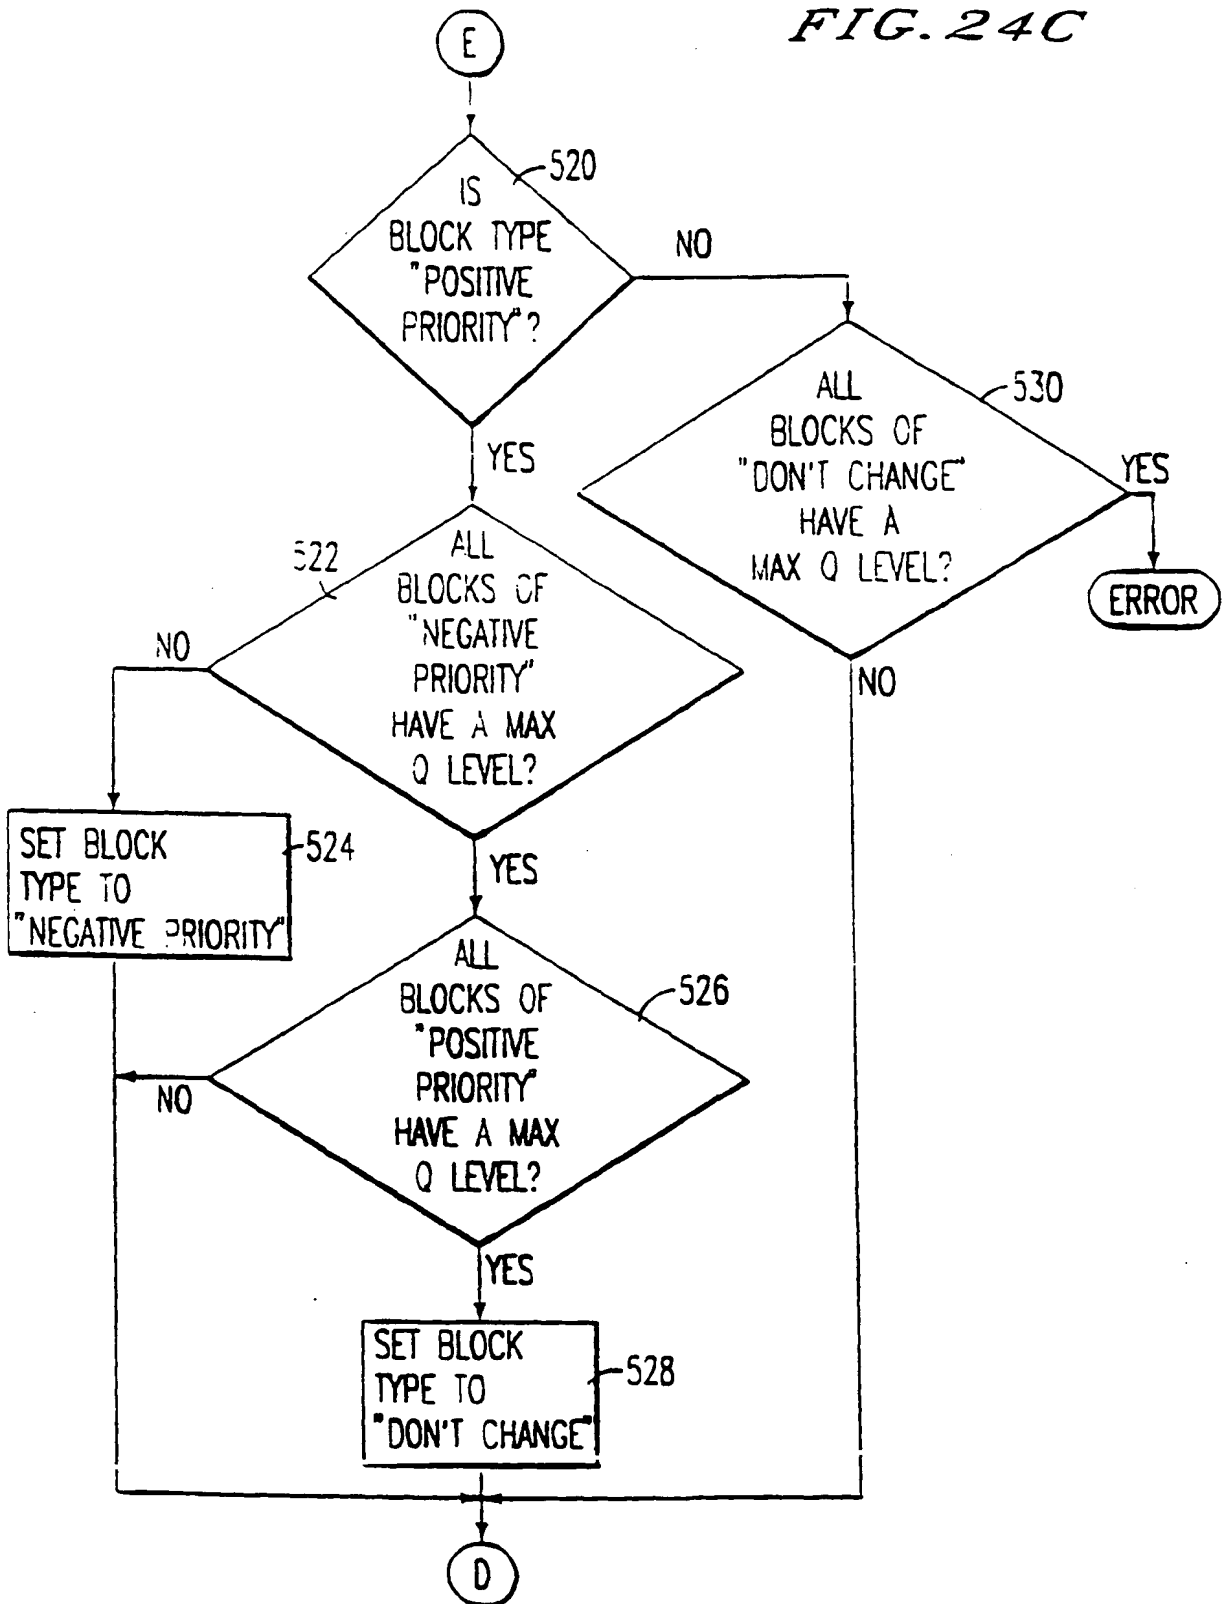 FIG. 24C
E
520
IS
BLOCK TYPE
"POSITIVE
PRIORITY"?
NO
YES
530
ALL
BLOCKS OF
"DON'T CHANGE"
HAVE A
MAX Q LEVEL?
YES
ERROR
NO
522
ALL
BLOCKS OF
"NEGATIVE
PRIORITY"
HAVE A MAX
Q LEVEL?
NO
YES
SET BLOCK
TYPE TO
"NEGATIVE PRIORITY"
524
ALL
BLOCKS OF
"POSITIVE
PRIORITY"
HAVE A MAX
Q LEVEL?
526
NO
YES
SET BLOCK
TYPE TO
"DON'T CHANGE"
528
D